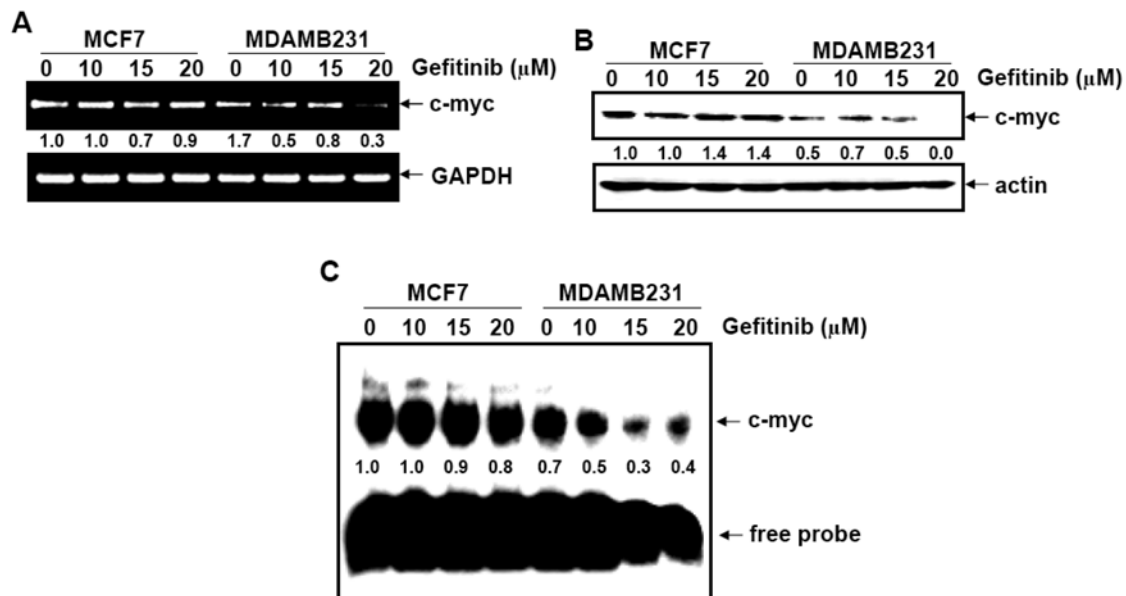 A
MCF7 MDAMB231
0 10 15 20 0 10 15 20 Gefitinib (µM)
c-myc
1.0 1.0 0.7 0.9 1.7 0.5 0.8 0.3
GAPDH
B
MCF7 MDAMB231
0 10 15 20 0 10 15 20 Gefitinib (µM)
c-myc
1.0 1.0 1.4 1.4 0.5 0.7 0.5 0.0
actin
C
MCF7 MDAMB231
0 10 15 20 0 10 15 20 Gefitinib (µM)
c-myc
1.0 1.0 0.9 0.8 0.7 0.5 0.3 0.4
free probe